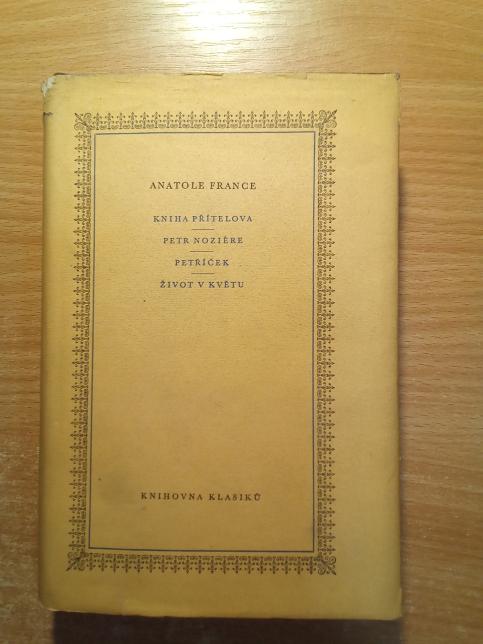 ANATOLE FRANCE
KNIHA PŘÍTELOVA
PETR NOZIÈRE
PETŘÍČEK
ŽIVOT V KVĚTU
KNIHOVNA KLASIKŮ